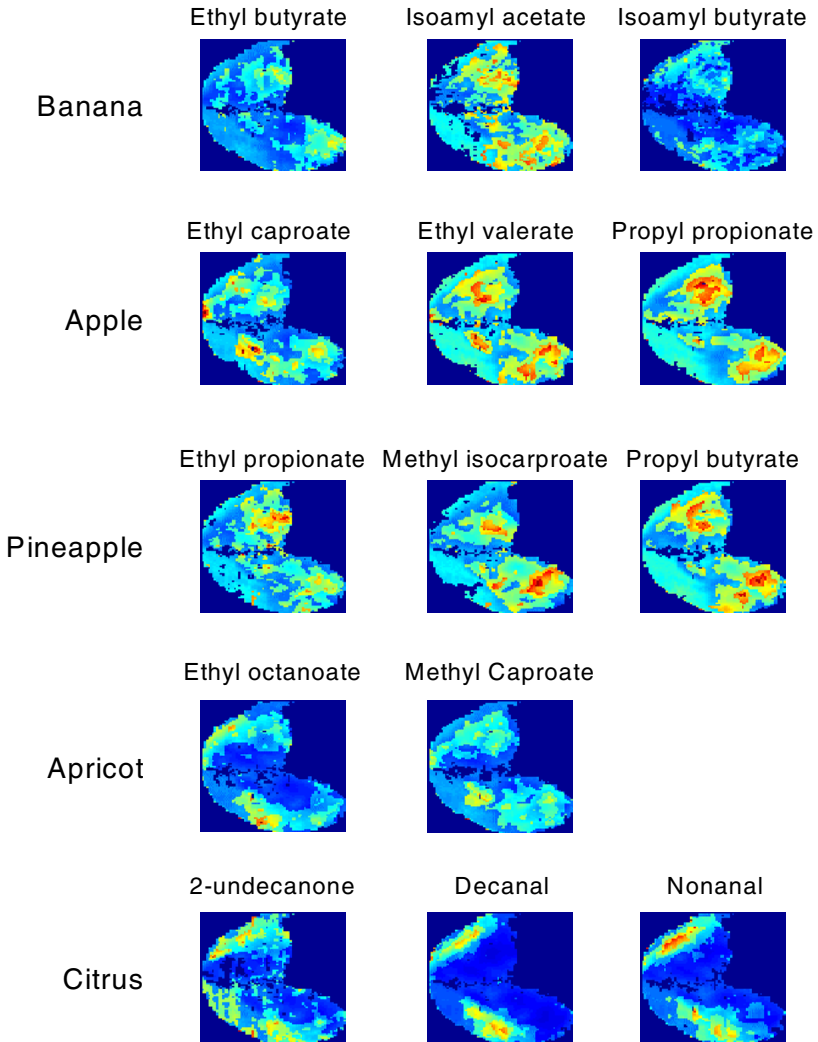 Ethyl butyrate Isoamyl acetate Isoamyl butyrate
Banana
Ethyl caproate Ethyl valerate Propyl propionate
Apple
Ethyl propionate Methyl isocarproate Propyl butyrate
Pineapple
Ethyl octanoate Methyl Caproate
Apricot
2-undecanone Decanal Nonanal
Citrus